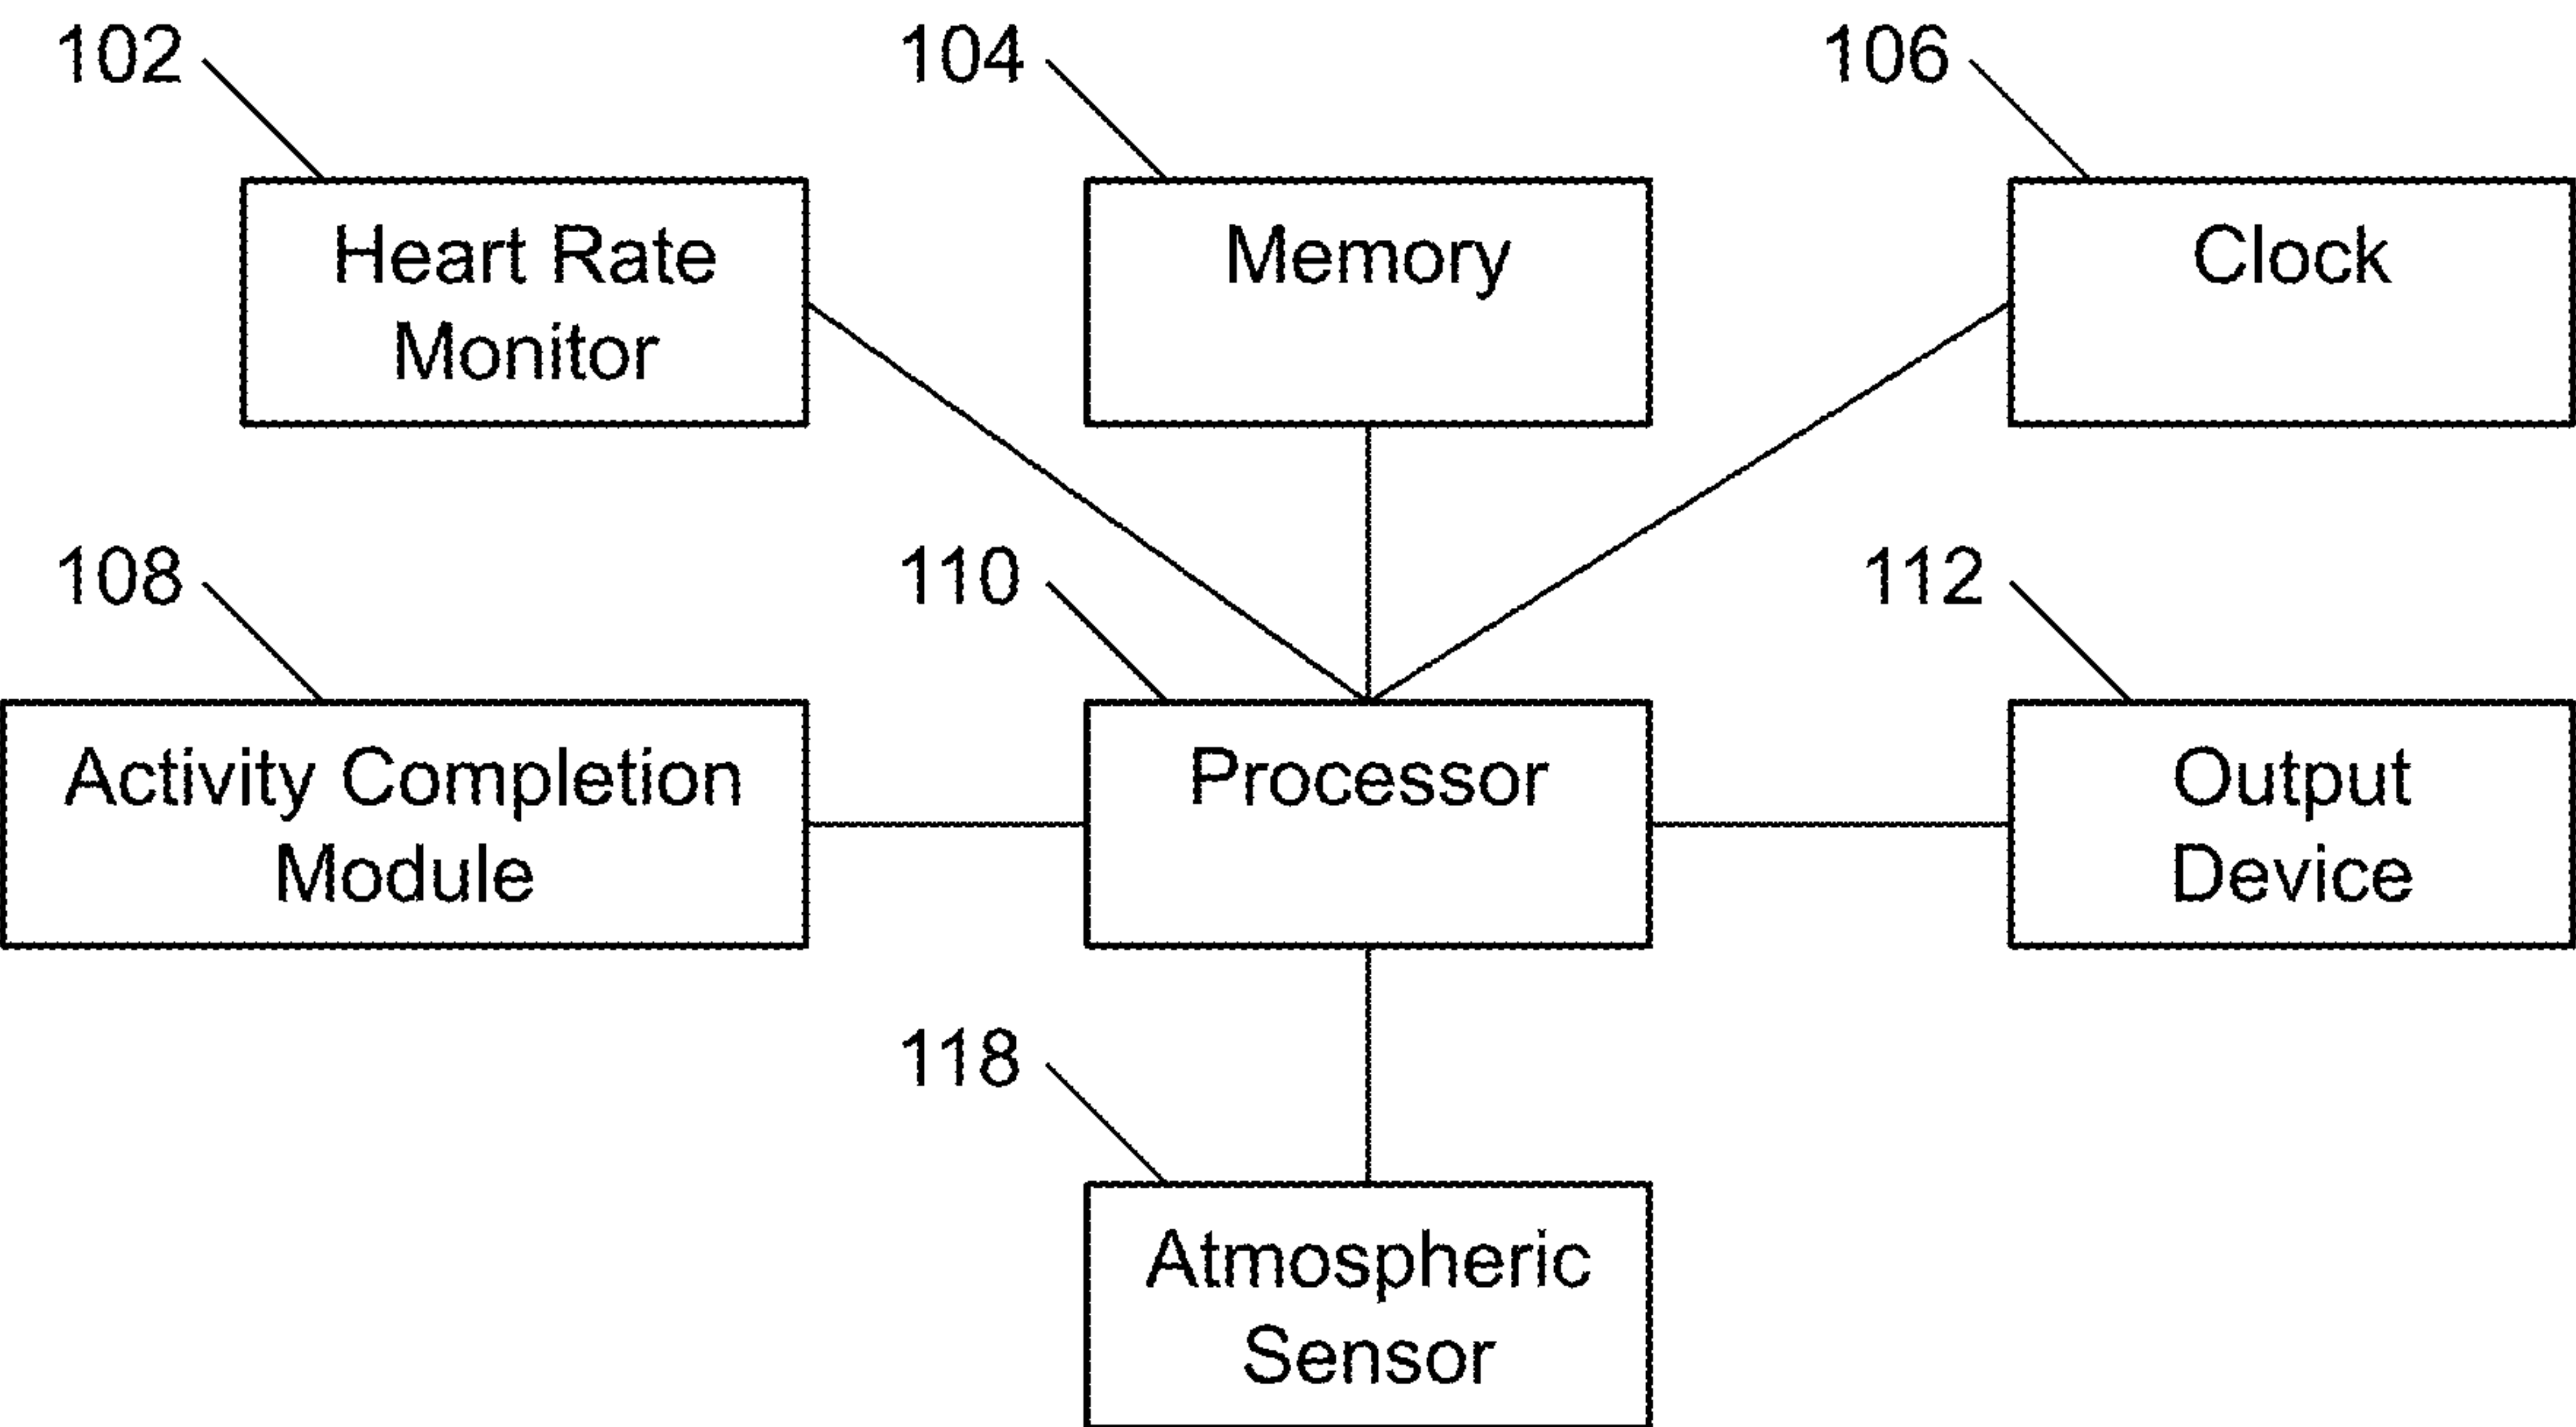 102
104
106
Heart Rate
Monitor
Memory
Clock
108
110
112
Activity Completion
Module
Processor
Output
Device
118
Atmospheric
Sensor